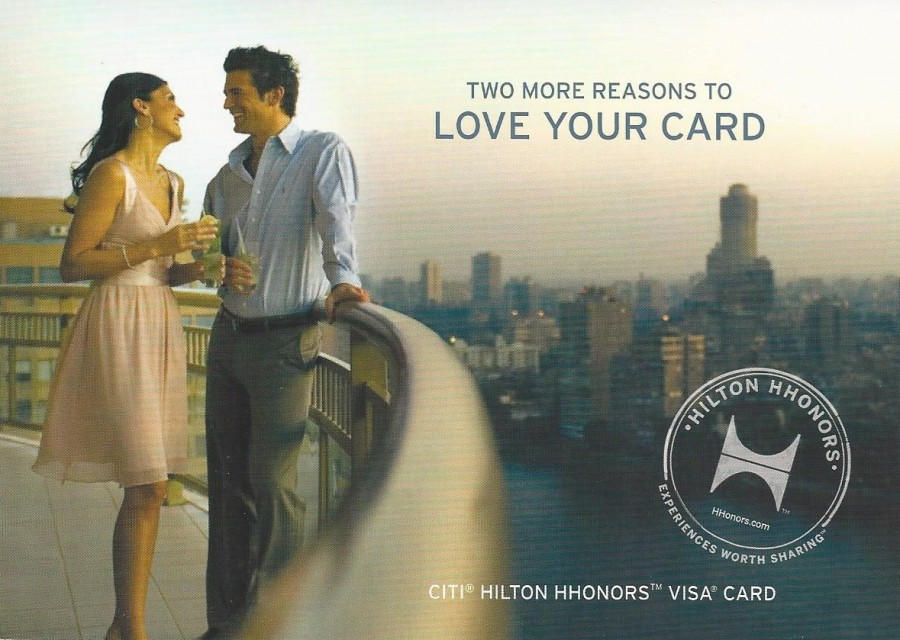 TWO MORE REASONS TO
LOVE YOUR CARD
• HILTON HHONORS •
™
HHonors.com
EXPERIENCES WORTH SHARING™
CITI® HILTON HHONORS™ VISA® CARD